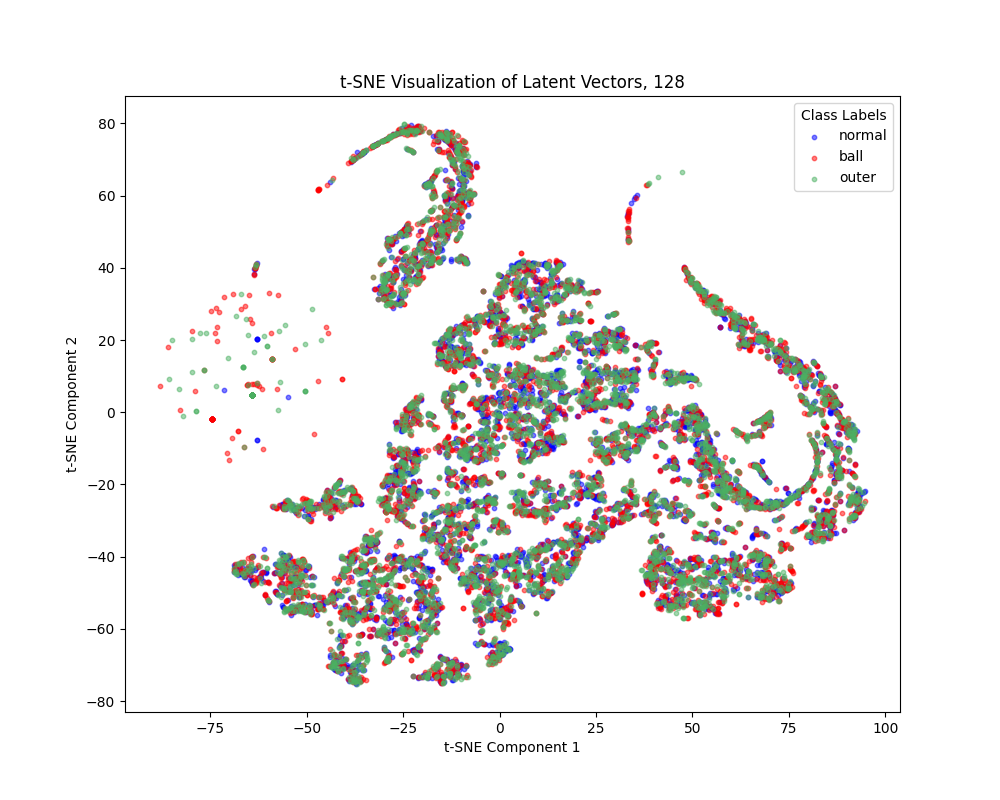 t-SNE Visualization of Latent Vectors, 128
Class Labels
normal
ball
outer
80
60
40
20
0
−20
−40
−60
−80
t-SNE Component 2
−75
−50
−25
0
25
50
75
100
t-SNE Component 1